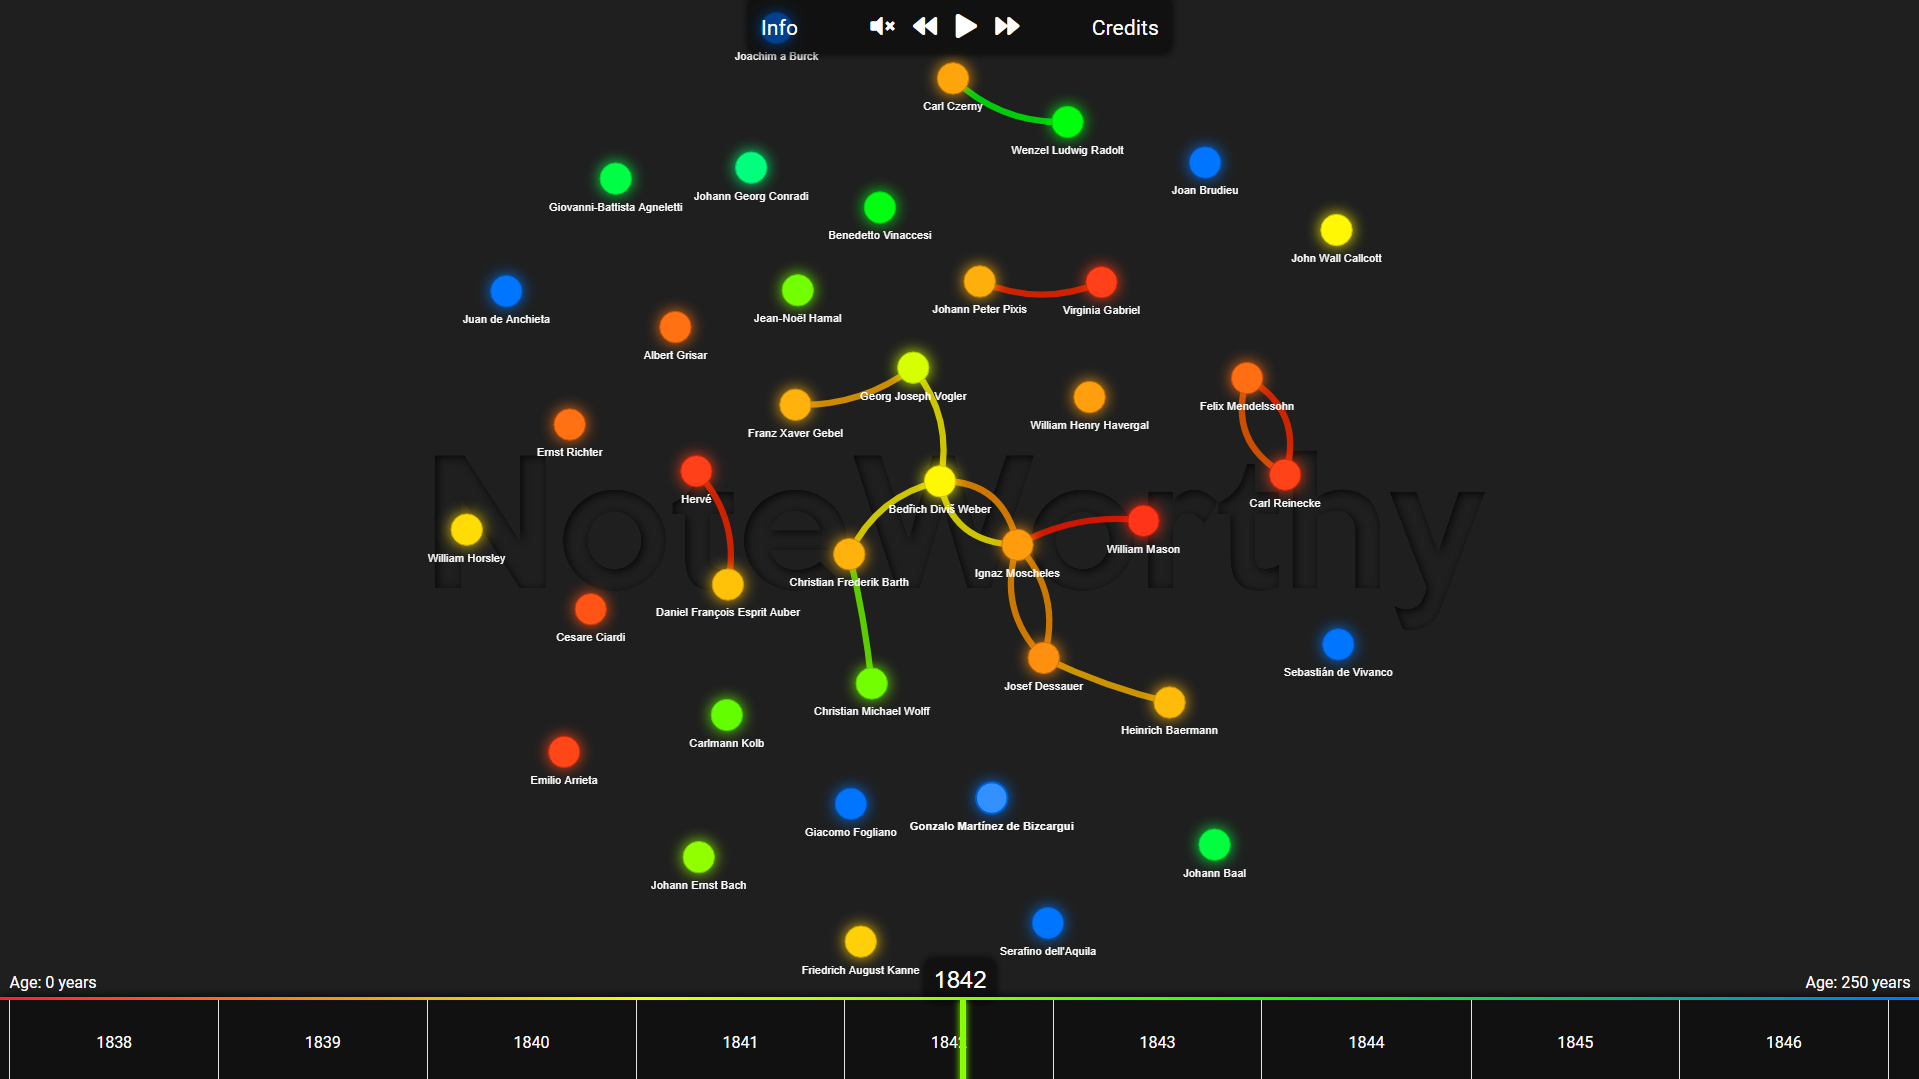 Info
Credits
Joachim a Burck
Carl Czerny
Wenzel Ludwig Radolt
Joan Brudieu
Giovanni-Battista Agneletti
Johann Georg Conradi
Benedetto Vinaccesi
John Wall Callcott
Juan de Anchieta
Jean-Noël Hamal
Johann Peter Pixis
Virginia Gabriel
Albert Grisar
Georg Joseph Vogler
Felix Mendelssohn
Franz Xaver Gebel
William Henry Havergal
Ernst Richter
Hervé
Carl Reinecke
NoteWorthy
Bedřich Diviš Weber
William Horsley
William Mason
Ignaz Moscheles
Christian Frederik Barth
Daniel François Esprit Auber
Cesare Ciardi
Sebastián de Vivanco
Josef Dessauer
Christian Michael Wolff
Heinrich Baermann
Carlmann Kolb
Emilio Arrieta
Giacomo Fogliano
Gonzalo Martínez de Bizcargui
Johann Baal
Johann Ernst Bach
Serafino dell'Aquila
Friedrich August Kanne
Age: 0 years
1842
Age: 250 years
1838
1839
1840
1841
1842
1843
1844
1845
1846